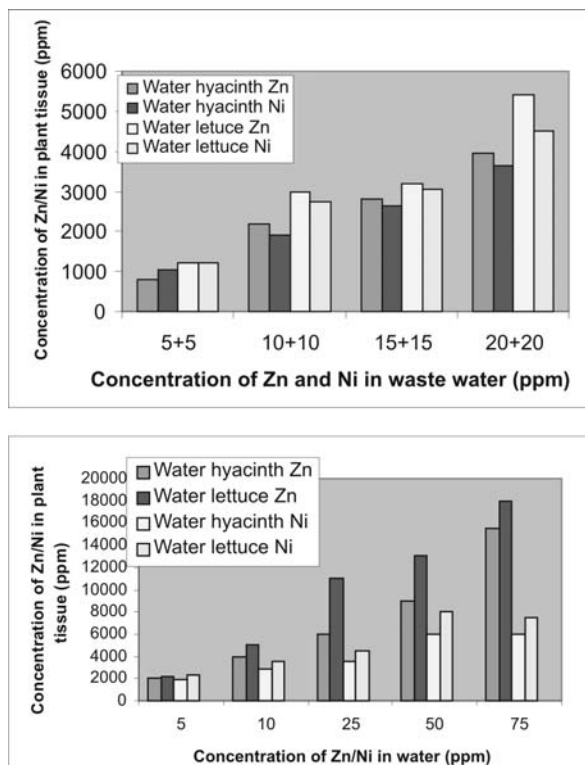 Concentration of Zn/Ni in plant tissue (ppm)
6000
5000
4000
3000
2000
1000
0
Water hyacinth Zn
Water hyacinth Ni
Water letuce Zn
Water lettuce Ni
5+5 10+10 15+15 20+20
Concentration of Zn and Ni in waste water (ppm)
Concentration of Zn/Ni in plant
tissue (ppm)
20000
18000
16000
14000
12000
10000
8000
6000
4000
2000
0
Water hyacinth Zn
Water lettuce Zn
Water hyacinth Ni
Water lettuce Ni
5 10 25 50 75
Concentration of Zn/Ni in water (ppm)